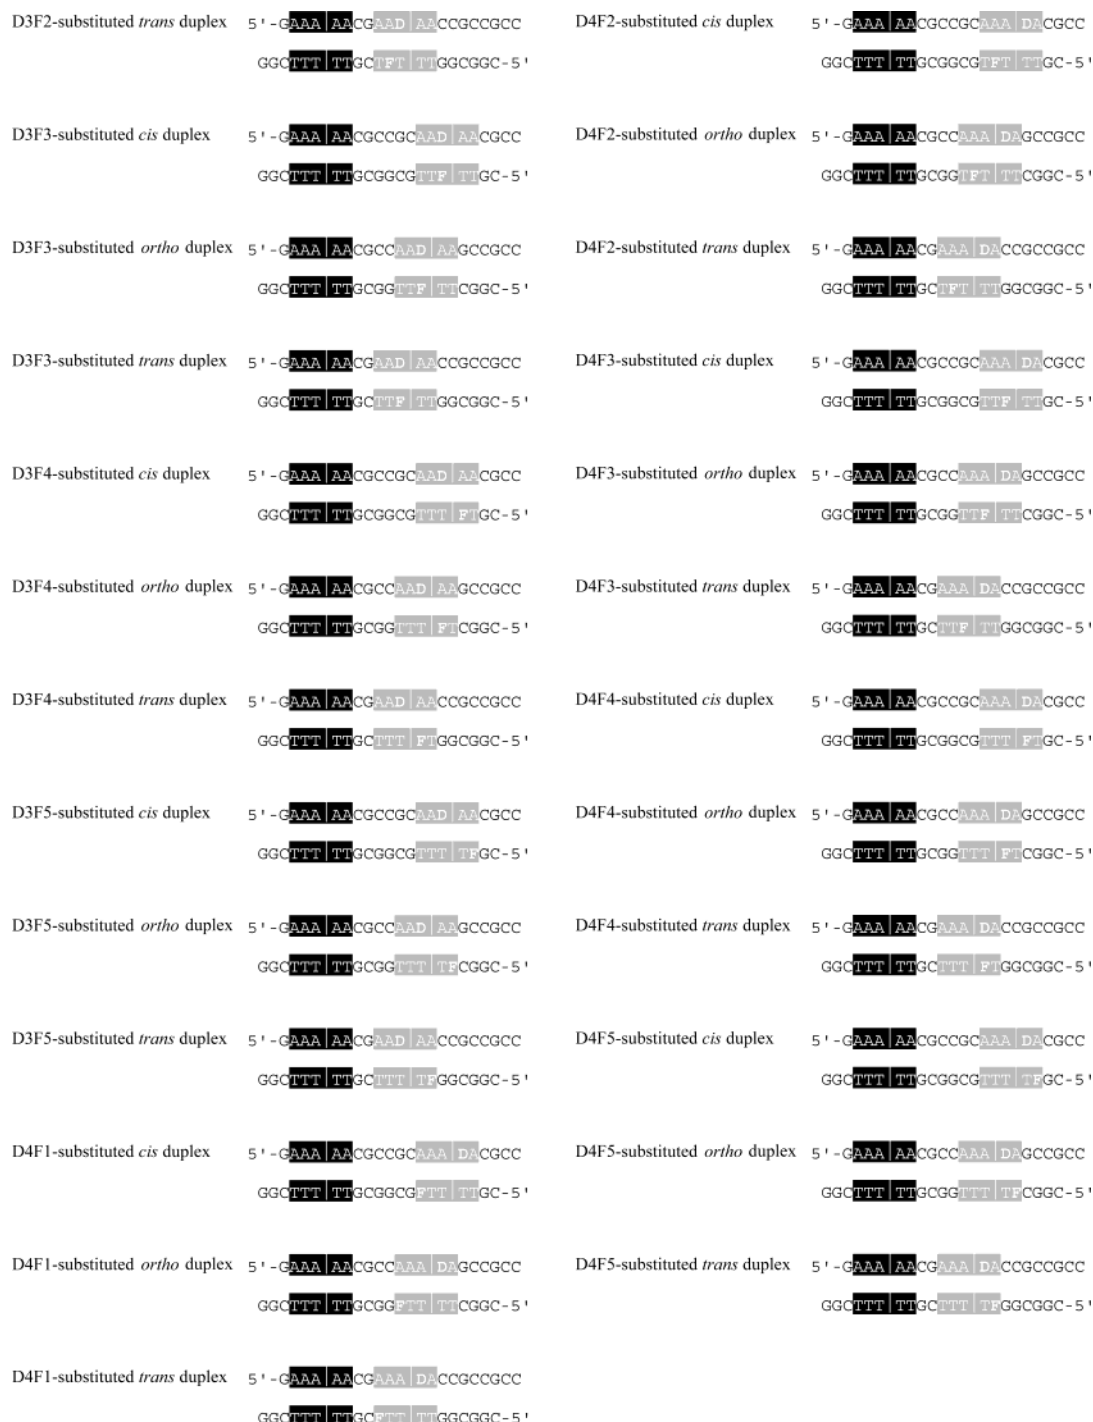 D3F2-substituted trans duplex 5'-GAAA|AACGAADAACCGCCGCC
GGCTTT|TTGCTFT|TTGGCGGC-5'
D3F3-substituted cis duplex 5'-GAAA|AACGCCGCAAD|AACGCC
GGCTTT|TTGCGGCGTTF|TTGC-5'
D3F3-substituted ortho duplex 5'-GAAA|AACGCCAAD|AAGCCGCC
GGCTTT|TTGCGGTTF|TTCGGC-5'
D3F3-substituted trans duplex 5'-GAAA|AACGAAD|AACCGCCGCC
GGCTTT|TTGCTTF|TTGGCGGC-5'
D3F4-substituted cis duplex 5'-GAAA|AACGCCGCAAD|AACGCC
GGCTTT|TTGCGGCGTTT|FTGC-5'
D3F4-substituted ortho duplex 5'-GAAA|AACGCCAAD|AAGCCGCC
GGCTTT|TTGCGGTTT|FTCGGC-5'
D3F4-substituted trans duplex 5'-GAAA|AACGAAD|AACCGCCGCC
GGCTTT|TTGCTTT|FTGGCGGC-5'
D3F5-substituted cis duplex 5'-GAAA|AACGCCGCAAD|AACGCC
GGCTTT|TTGCGGCGTTT|TFGC-5'
D3F5-substituted ortho duplex 5'-GAAA|AACGCCAAD|AAGCCGCC
GGCTTT|TTGCGGTTT|TFCGGC-5'
D3F5-substituted trans duplex 5'-GAAA|AACGAAD|AACCGCCGCC
GGCTTT|TTGCTTT|TFGGCGGC-5'
D4F1-substituted cis duplex 5'-GAAA|AACGCCGCAAA|DACGCC
GGCTTT|TTGCGGCGFTT|TTGC-5'
D4F1-substituted ortho duplex 5'-GAAA|AACGCCAAA|DAGCCGCC
GGCTTT|TTGCGGFTT|TTCGGC-5'
D4F1-substituted trans duplex 5'-GAAA|AACGAAA|DACCGCCGCC
GGCTTT|TTGCFTT|TTGGCGGC
D4F2-substituted cis duplex 5'-GAAA|AACGCCGCAAA|DACGCC
GGCTTT|TTGCGGCGTFT|TTGC-5'
D4F2-substituted ortho duplex 5'-GAAA|AACGCCAAA|DAGCCGCC
GGCTTT|TTGCGGTFT|TTCGGC-5'
D4F2-substituted trans duplex 5'-GAAA|AACGAAA|DACCGCCGCC
GGCTTT|TTGCTFT|TTGGCGGC-5'
D4F3-substituted cis duplex 5'-GAAA|AACGCCGCAAA|DACGCC
GGCTTT|TTGCGGCGTTF|TTGC-5'
D4F3-substituted ortho duplex 5'-GAAA|AACGCCAAA|DAGCCGCC
GGCTTT|TTGCGGTTF|TTCGGC-5'
D4F3-substituted trans duplex 5'-GAAA|AACGAAA|DACCGCCGCC
GGCTTT|TTGCTTF|TTGGCGGC-5'
D4F4-substituted cis duplex 5'-GAAA|AACGCCGCAAA|DACGCC
GGCTTT|TTGCGGCGTTT|FTGC-5'
D4F4-substituted ortho duplex 5'-GAAA|AACGCCAAA|DAGCCGCC
GGCTTT|TTGCGGTTT|FTCGGC-5'
D4F4-substituted trans duplex 5'-GAAA|AACGAAA|DACCGCCGCC
GGCTTT|TTGCTTT|FTGGCGGC-5'
D4F5-substituted cis duplex 5'-GAAA|AACGCCGCAAA|DACGCC
GGCTTT|TTGCGGCGTTT|TFGC-5'
D4F5-substituted ortho duplex 5'-GAAA|AACGCCAAA|DAGCCGCC
GGCTTT|TTGCGGTTT|TFCGGC-5'
D4F5-substituted trans duplex 5'-GAAA|AACGAAA|DACCGCCGCC
GGCTTT|TTGCTTT|TFGGCGGC-5'